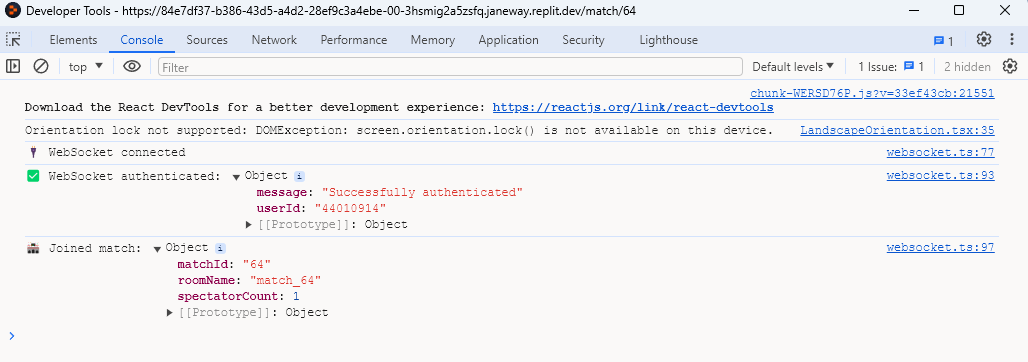 Developer Tools - https://84e7df37-b386-43d5-a4d2-28ef9c3a4ebe-00-3hsmig2a5zsfq.janeway.replit.dev/match/64
Elements Console Sources Network Performance Memory Application Security Lighthouse 1
top Filter Default levels 1 Issue: 1 2 hidden
chunk-WERSD76P.js?v=33ef43cb:21551
Download the React DevTools for a better development experience: https://reactjs.org/link/react-devtools
Orientation lock not supported: DOMException: screen.orientation.lock() is not available on this device. LandscapeOrientation.tsx:35
WebSocket connected websocket.ts:77
WebSocket authenticated: Object i websocket.ts:93
message: "Successfully authenticated"
userId: "44010914"
[[Prototype]]: Object
Joined match: Object i websocket.ts:97
matchId: "64"
roomName: "match_64"
spectatorCount: 1
[[Prototype]]: Object